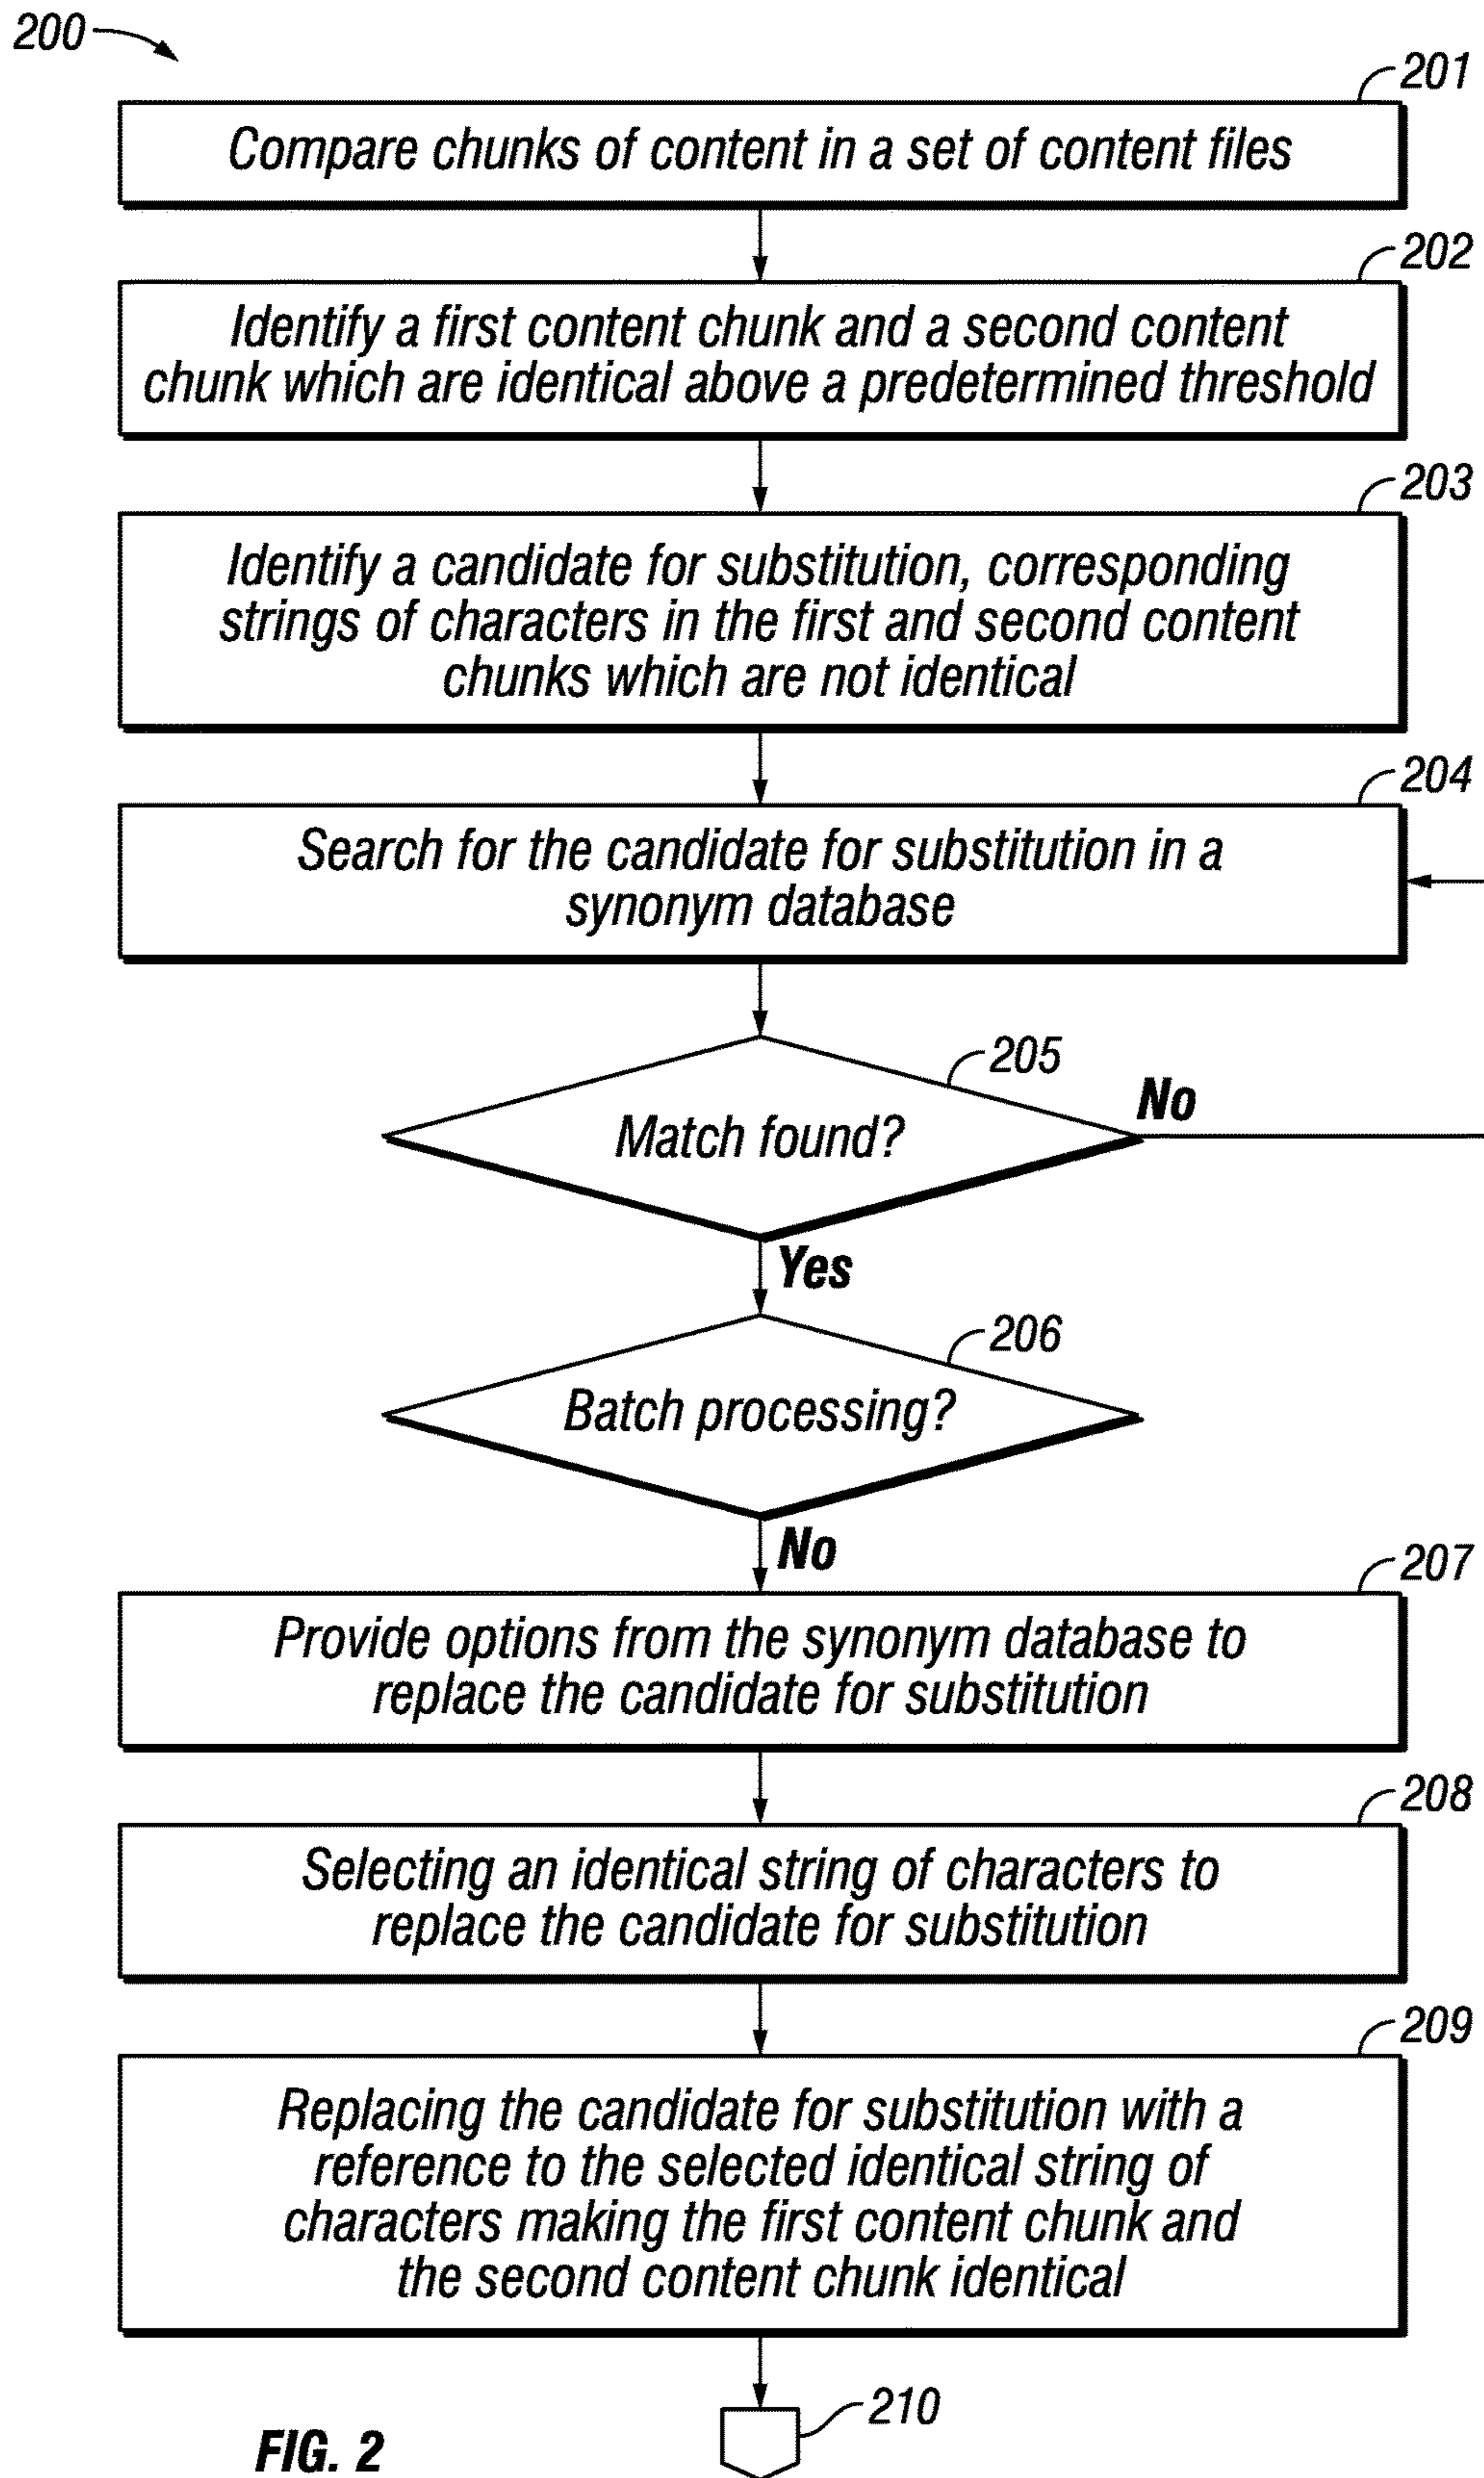 200
201
Compare chunks of content in a set of content files
202
Identify a first content chunk and a second content
chunk which are identical above a predetermined threshold
203
Identify a candidate for substitution, corresponding
strings of characters in the first and second content
chunks which are not identical
204
Search for the candidate for substitution in a
synonym database
205
Match found?
No
Yes
206
Batch processing?
No
207
Provide options from the synonym database to
replace the candidate for substitution
208
Selecting an identical string of characters to
replace the candidate for substitution
209
Replacing the candidate for substitution with a
reference to the selected identical string of
characters making the first content chunk and
the second content chunk identical
210
FIG. 2